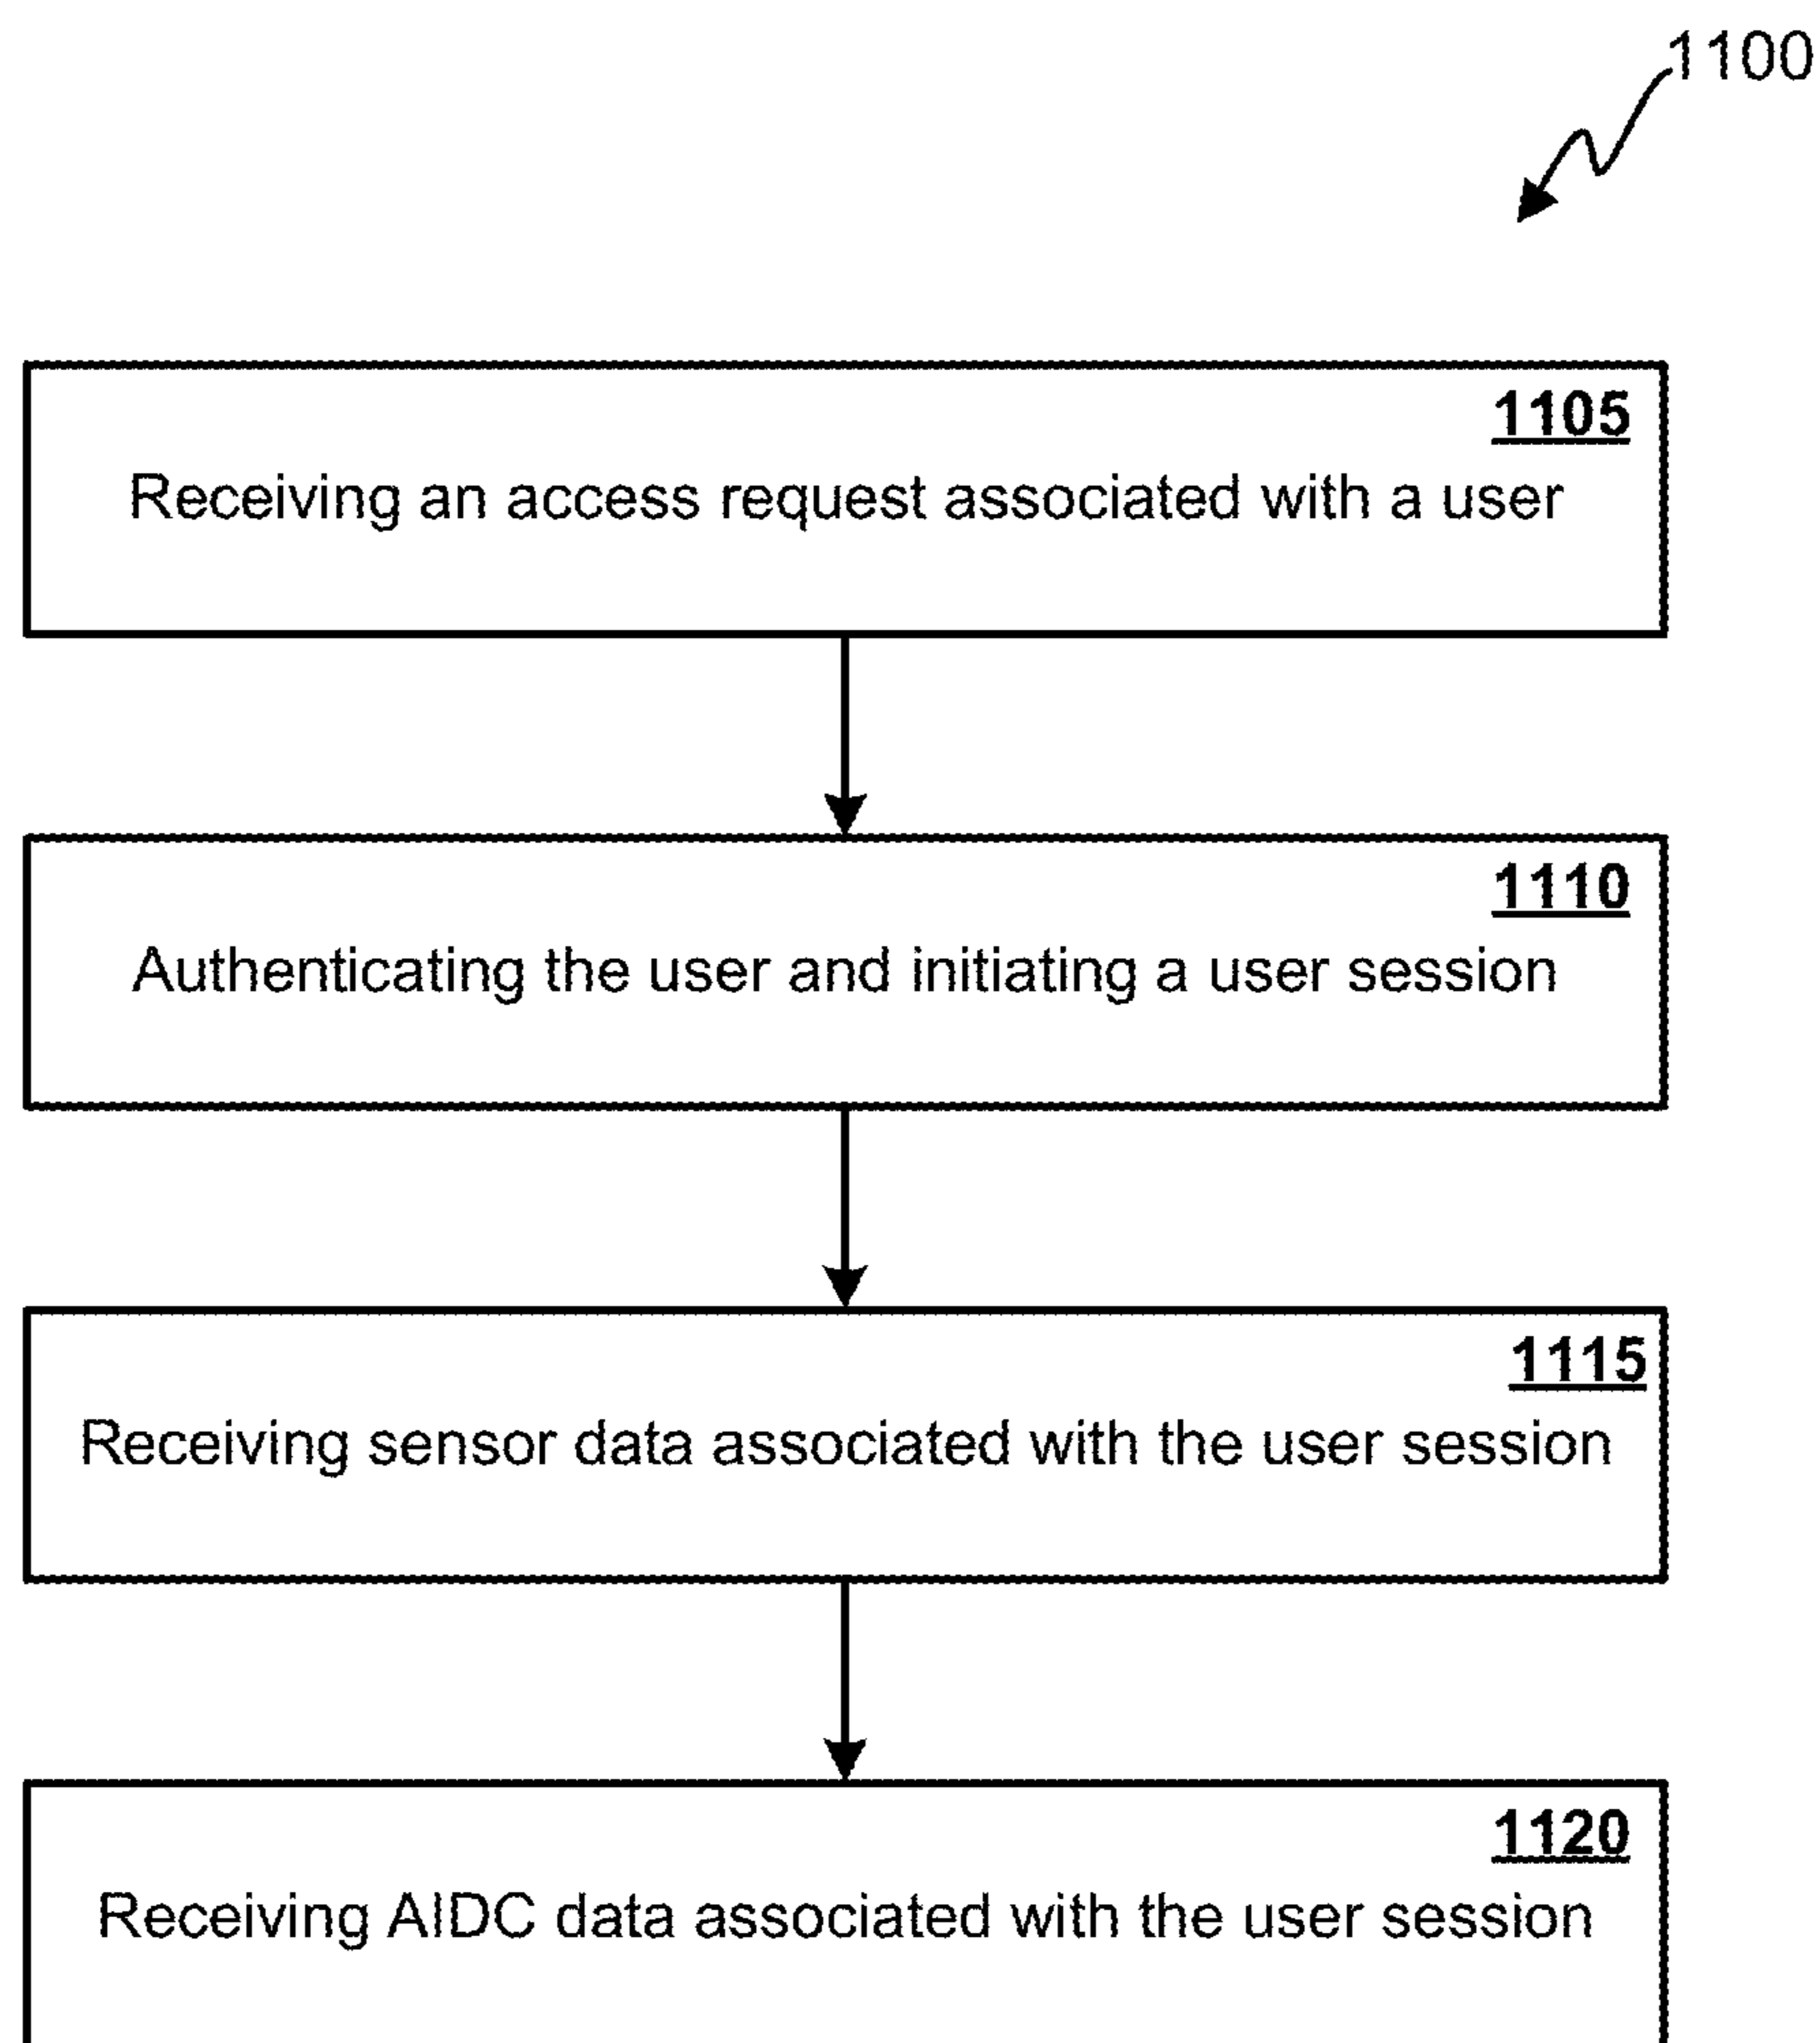 1100
1105
Receiving an access request associated with a user
1110
Authenticating the user and initiating a user session
1115
Receiving sensor data associated with the user session
1120
Receiving AIDC data associated with the user session